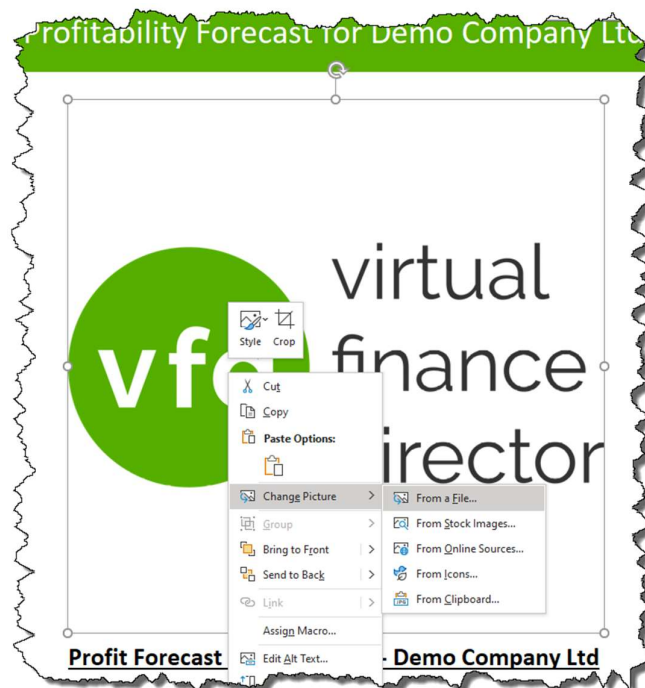 Profitability Forecast for Demo Company Ltd
virtual
finance
director
vfd
Style Crop
Cut
Copy
Paste Options:
Change Picture
From a File...
Group
From Stock Images...
Bring to Front
From Online Sources...
Send to Back
From Icons...
Link
From Clipboard...
Assign Macro...
Profit Forecast - Demo Company Ltd
Edit Alt Text...